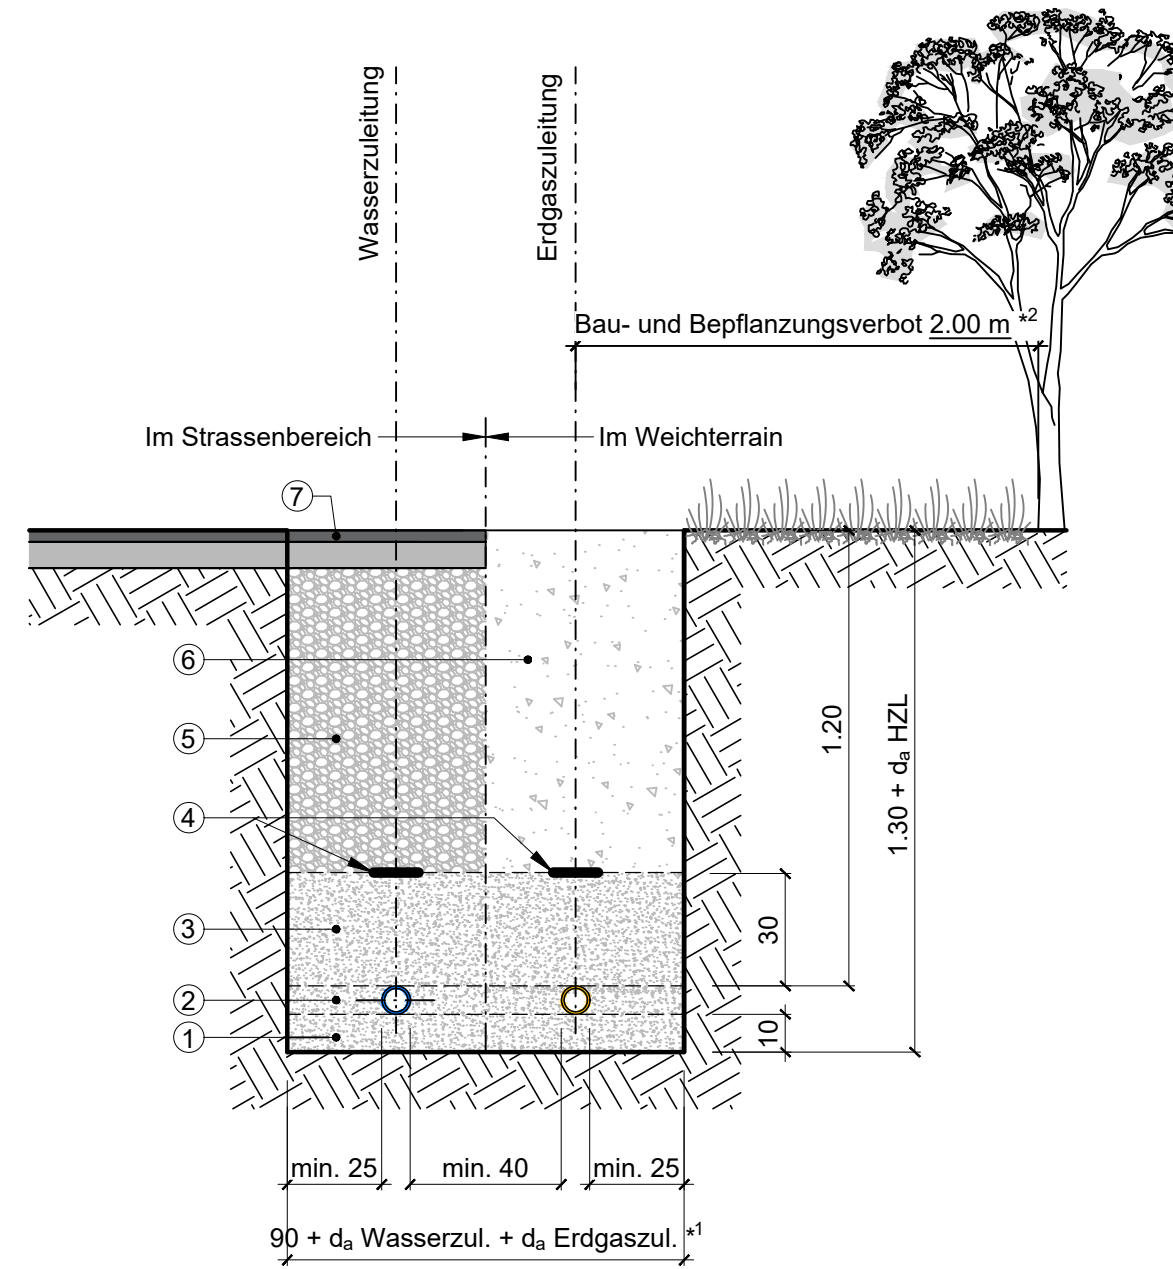 Wasserzuleitung
Erdgaszuleitung
Bau- und Bepflanzungsverbot 2.00 m *2
Im Strassenbereich
Im Weichterrain
7
6
5
4
3
2
1
1.20
1.30 + da HZL
30
10
min. 25
min. 40
min. 25
90 + da Wasserzul. + da Erdgaszul. *1